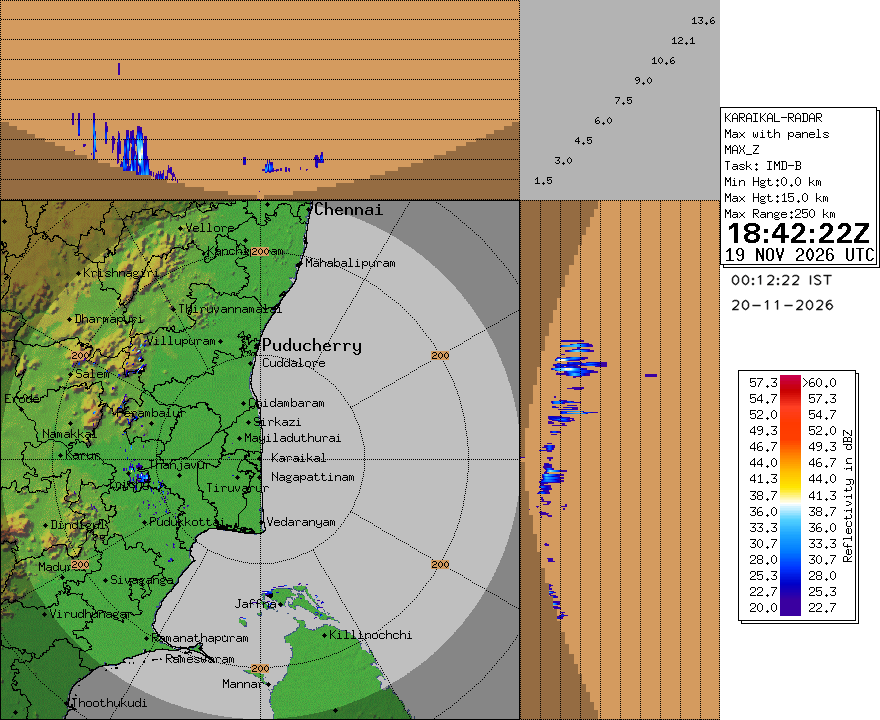 13.6
12.1
10.6
9.0
7.5
6.0
4.5
3.0
1.5
KARAIKAL-RADAR
Max with panels
MAX_Z
Task: IMD-B
Min Hgt:0.0 km
Max Hgt:15.0 km
Max Range:250 km
18:42:22Z
19 NOV 2026 UTC
00:12:22 IST
20-11-2026
57.3 >60.0
54.7 57.3
52.0 54.7
49.3 52.0
46.7 49.3
44.0 46.7
41.3 44.0
38.7 41.3
36.0 38.7
33.3 36.0
30.7 33.3
28.0 30.7
25.3 28.0
22.7 25.3
20.0 22.7
Reflectivity in dBZ
Chennai
Vellore
200
Mahabalipuram
Krishnagiri
Thiruvannamalai
Dharmapuri
Villupuram
Puducherry
200
200
Cuddalore
Salem
Erode
Chidambaram
Perambalur
Sirkazi
Namakkal
Mayiladuthurai
Karur
Karaikal
Thanjavur
Nagapattinam
Tiruvarur
Pudukkottai
Vedaranyam
Dindigul
200
200
Madurai
Sivaganga
Jaffna
Virudhunagar
Killinochchi
Ramanathapuram
Rameswaram
200
Mannar
Thoothukudi